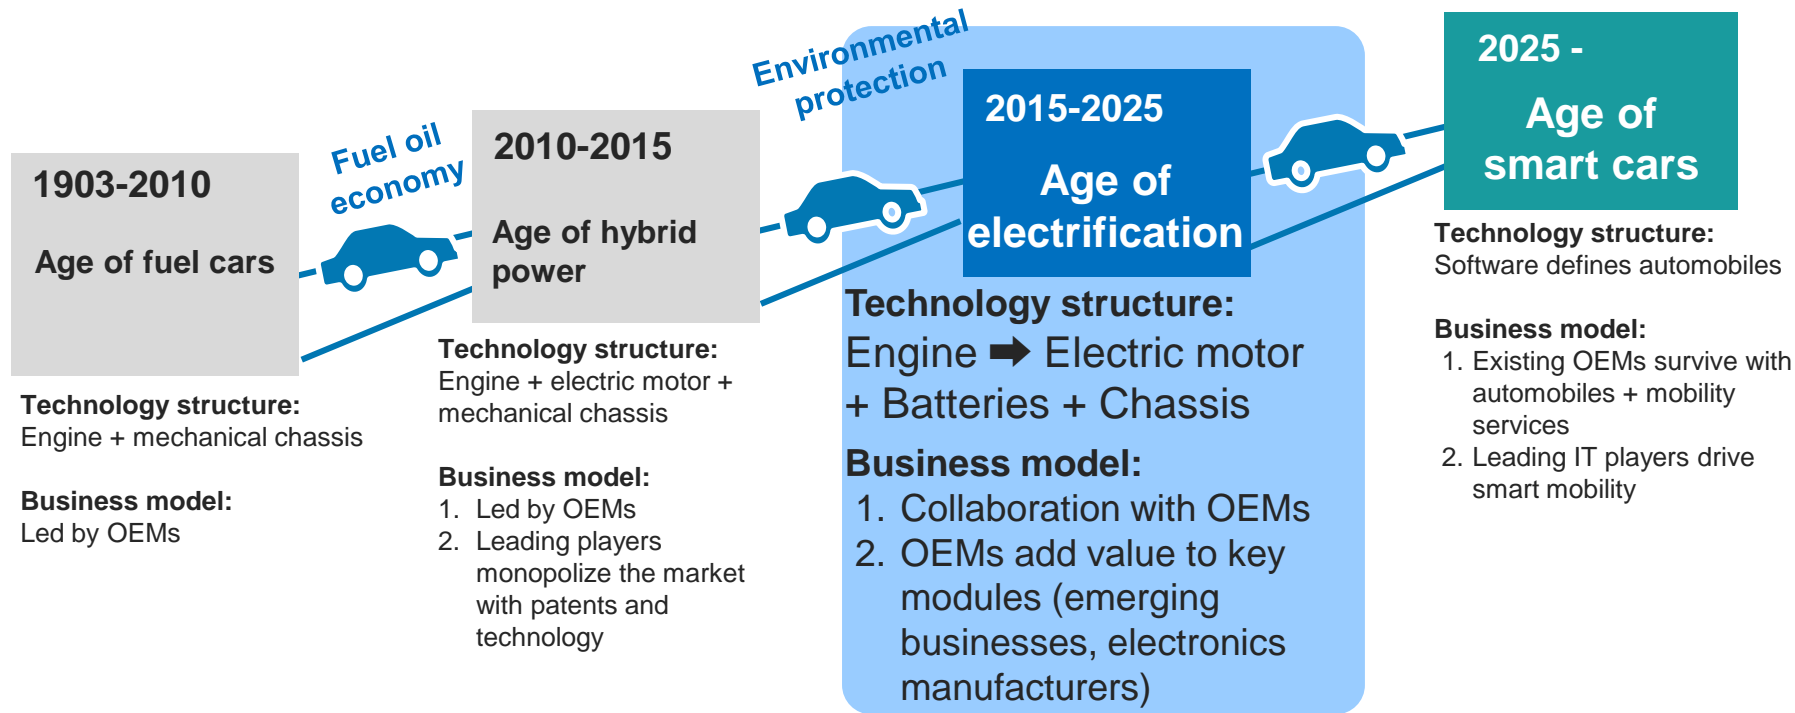 1903-2010
Age of fuel cars
Technology structure:
Engine + mechanical chassis
Business model:
Led by OEMs
Fuel oil
economy
2010-2015
Age of hybrid
power
Technology structure:
Engine + electric motor +
mechanical chassis
Business model:
1. Led by OEMs
2. Leading players
monopolize the market
with patents and
technology
Environmental
protection
2015-2025
Age of
electrification
Technology structure:
Engine ➡ Electric motor
+ Batteries + Chassis
Business model:
1. Collaboration with OEMs
2. OEMs add value to key
modules (emerging
businesses, electronics
manufacturers)
2025 -
Age of
smart cars
Technology structure:
Software defines automobiles
Business model:
1. Existing OEMs survive with
automobiles + mobility
services
2. Leading IT players drive
smart mobility